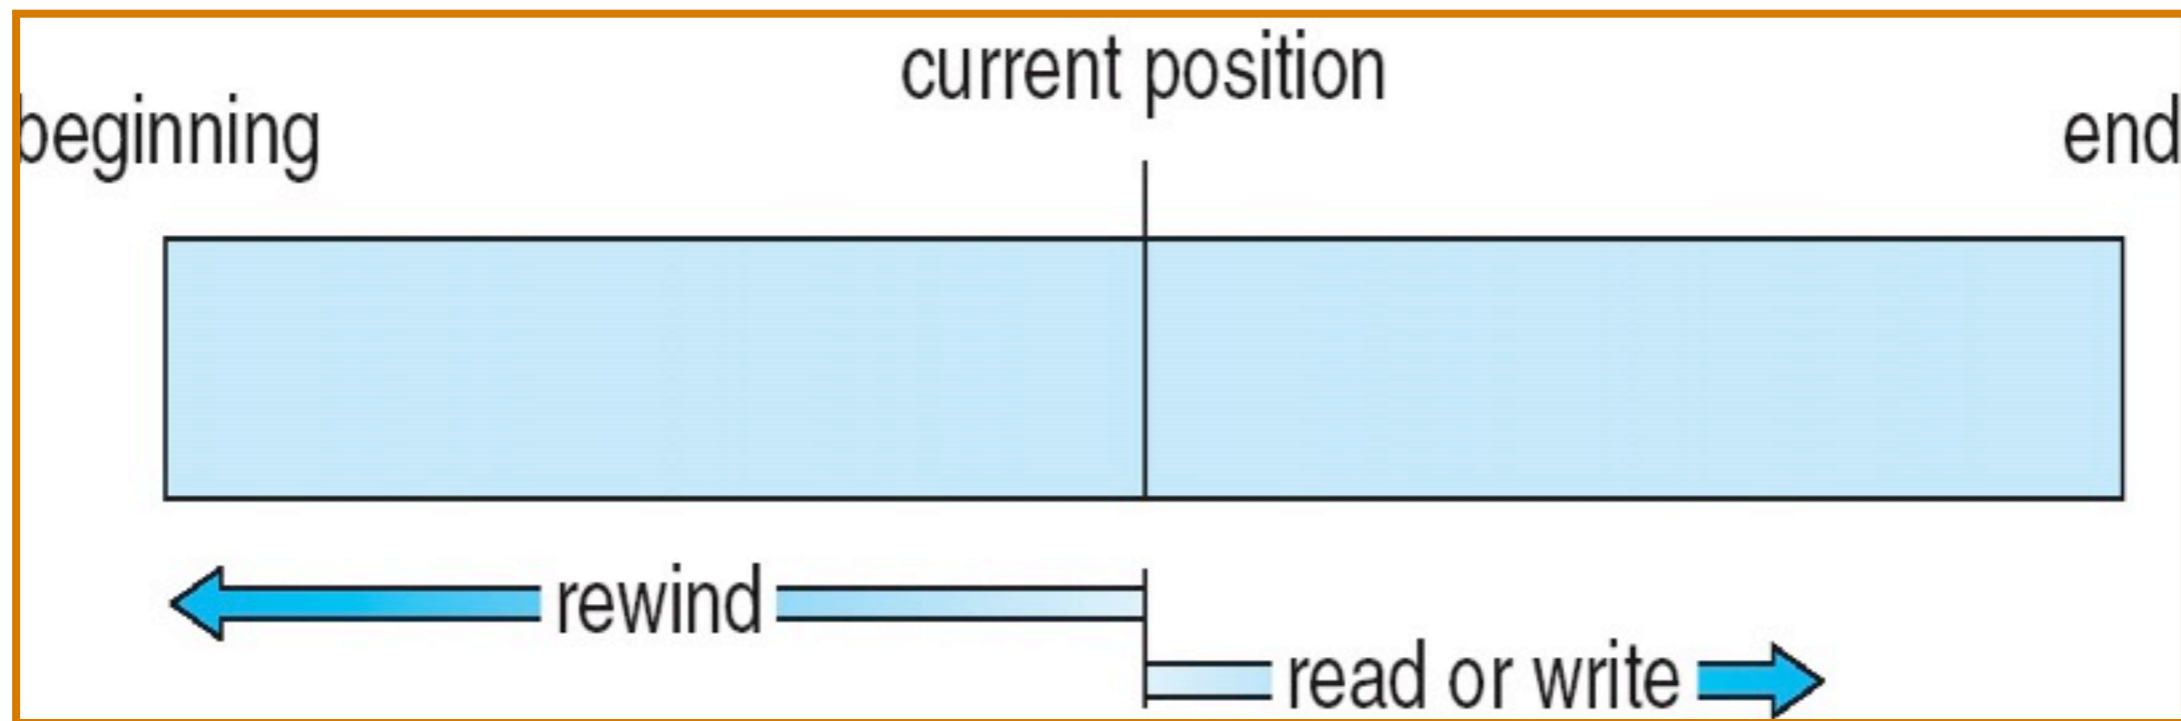 current position
beginning
end
rewind
read or write